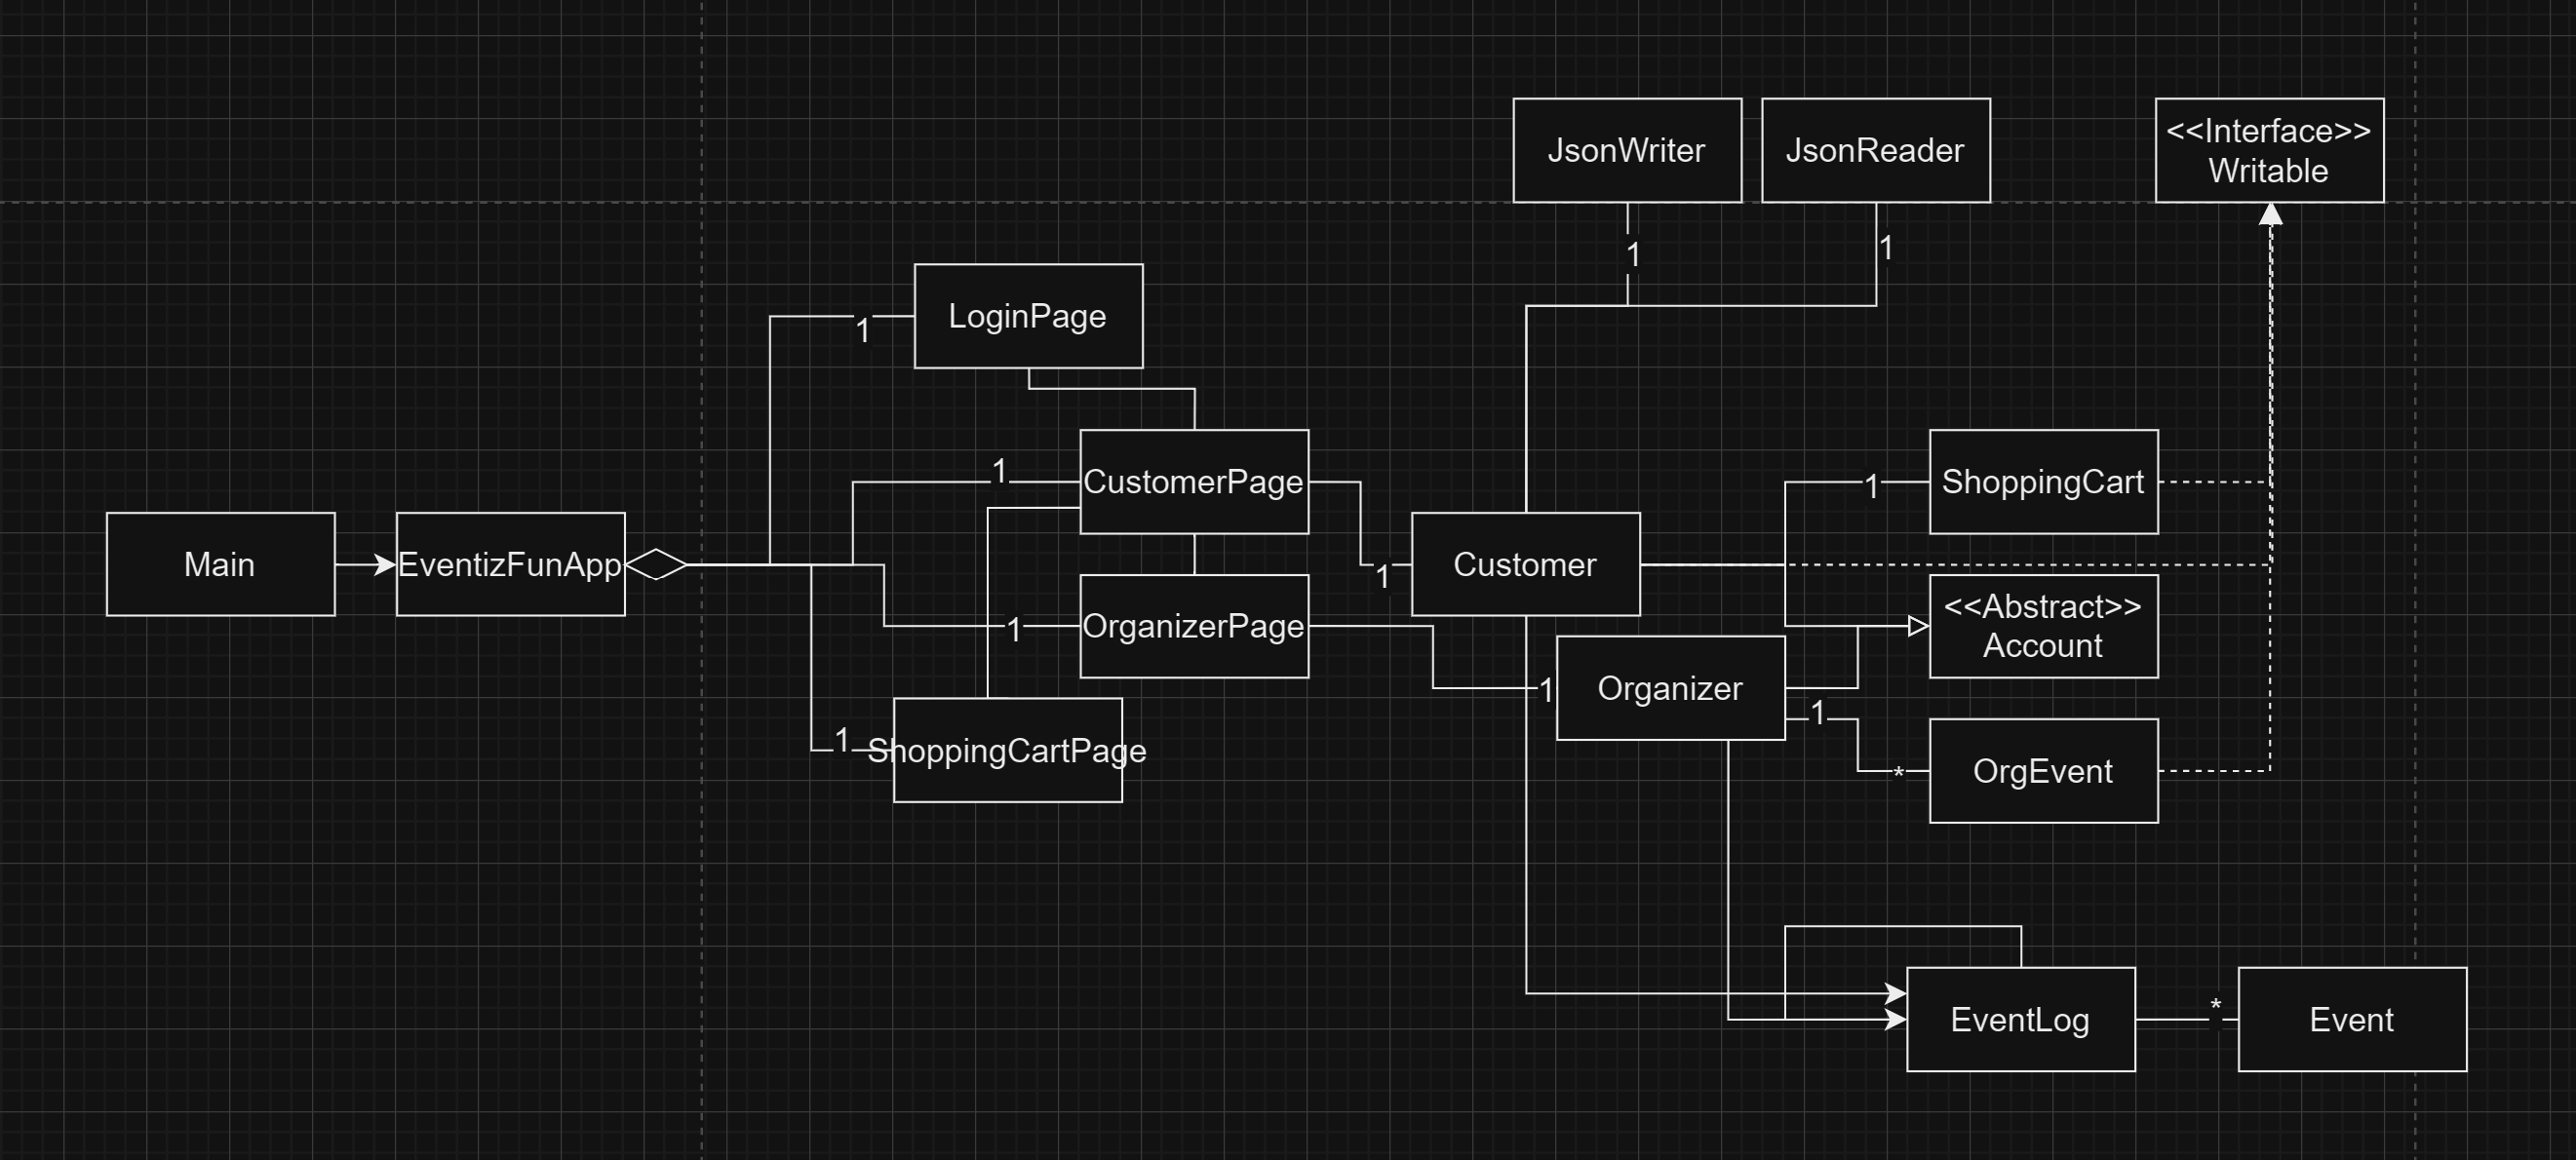 JsonWriter
JsonReader
<<Interface>>
Writable
1
1
LoginPage
1
CustomerPage
1
ShoppingCart
1
Main
EventizFunApp
Customer
1
<<Abstract>>
Account
OrganizerPage
1
Organizer
1
1
ShoppingCartPage
1
OrgEvent
*
EventLog
*
Event